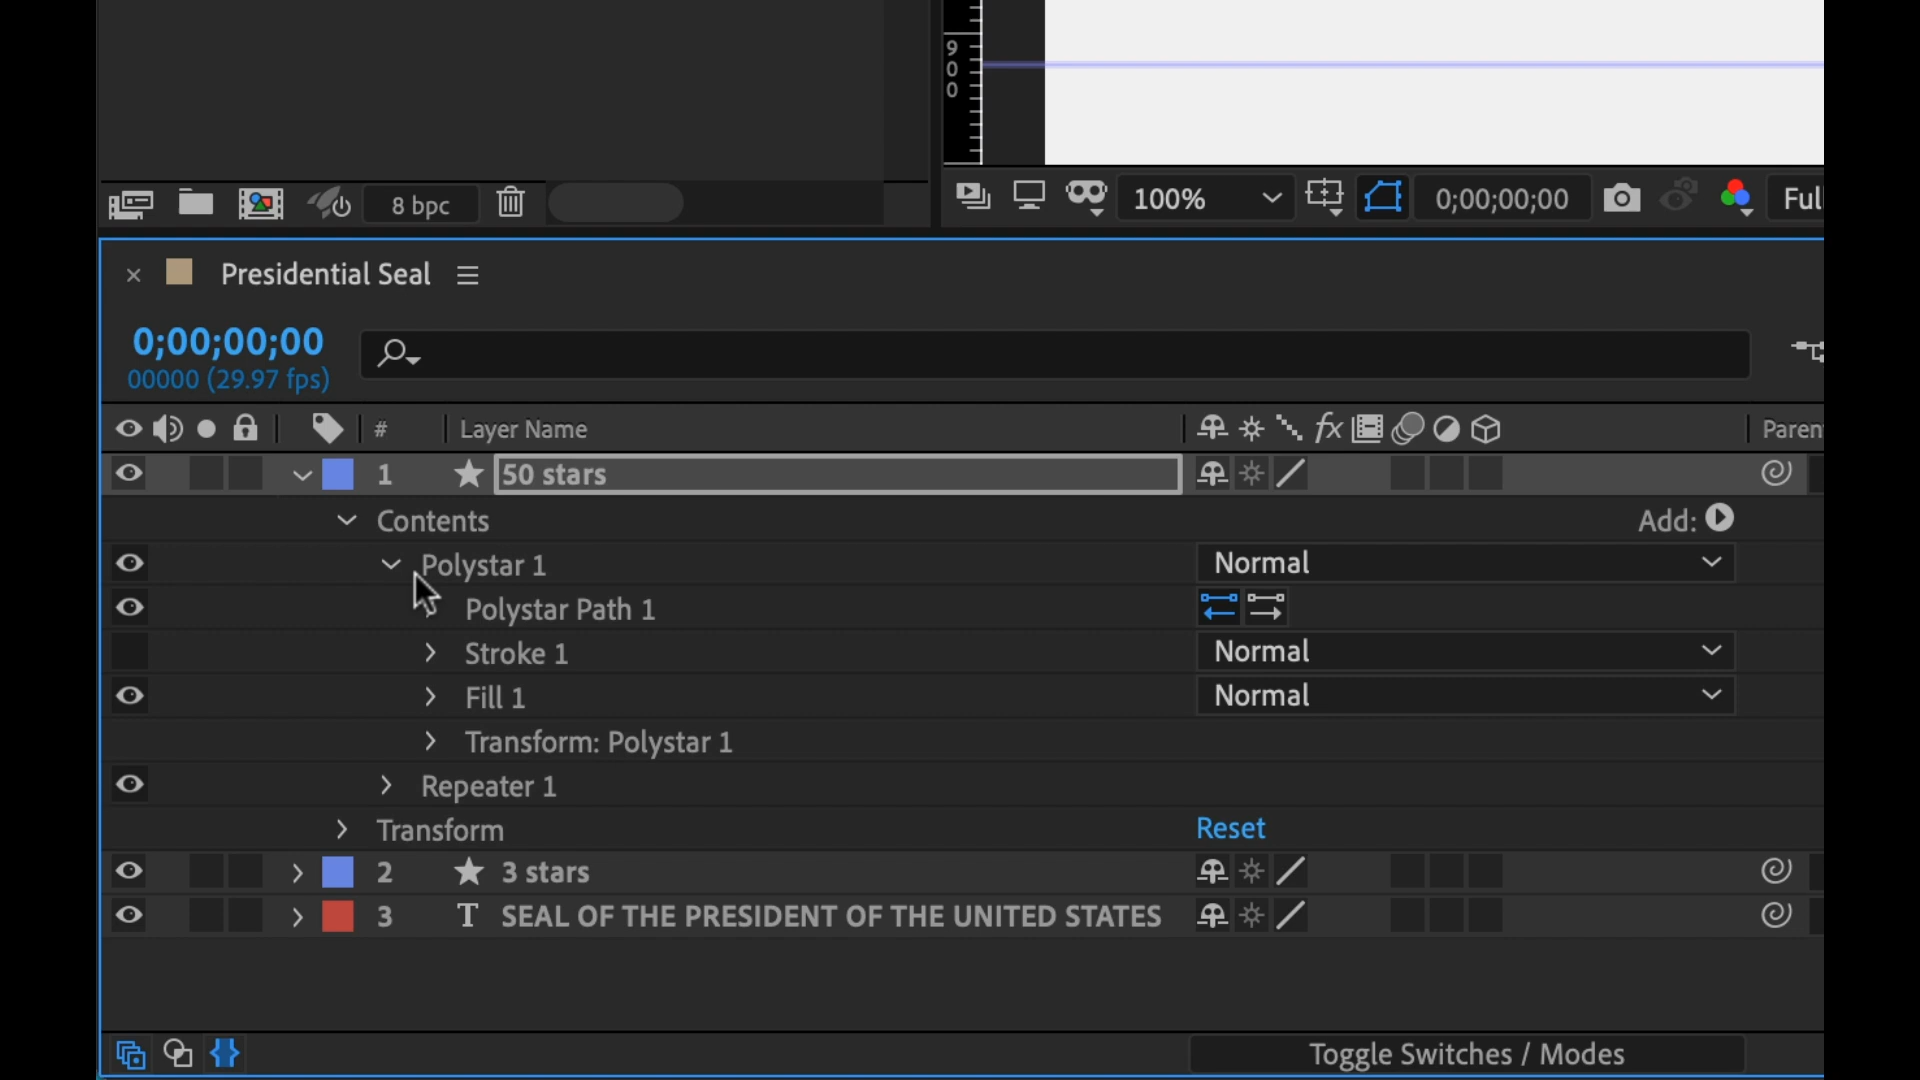 900
8 bpc
100%
0;00;00;00
Ful
Presidential Seal
0;00;00;00
00000 (29.97 fps)
# Layer Name
fx
Paren
1 50 stars
Contents
Add:
Polystar 1
Normal
Polystar Path 1
Stroke 1
Normal
Fill 1
Normal
Transform: Polystar 1
Repeater 1
Transform
Reset
2 3 stars
3 T SEAL OF THE PRESIDENT OF THE UNITED STATES
Toggle Switches / Modes